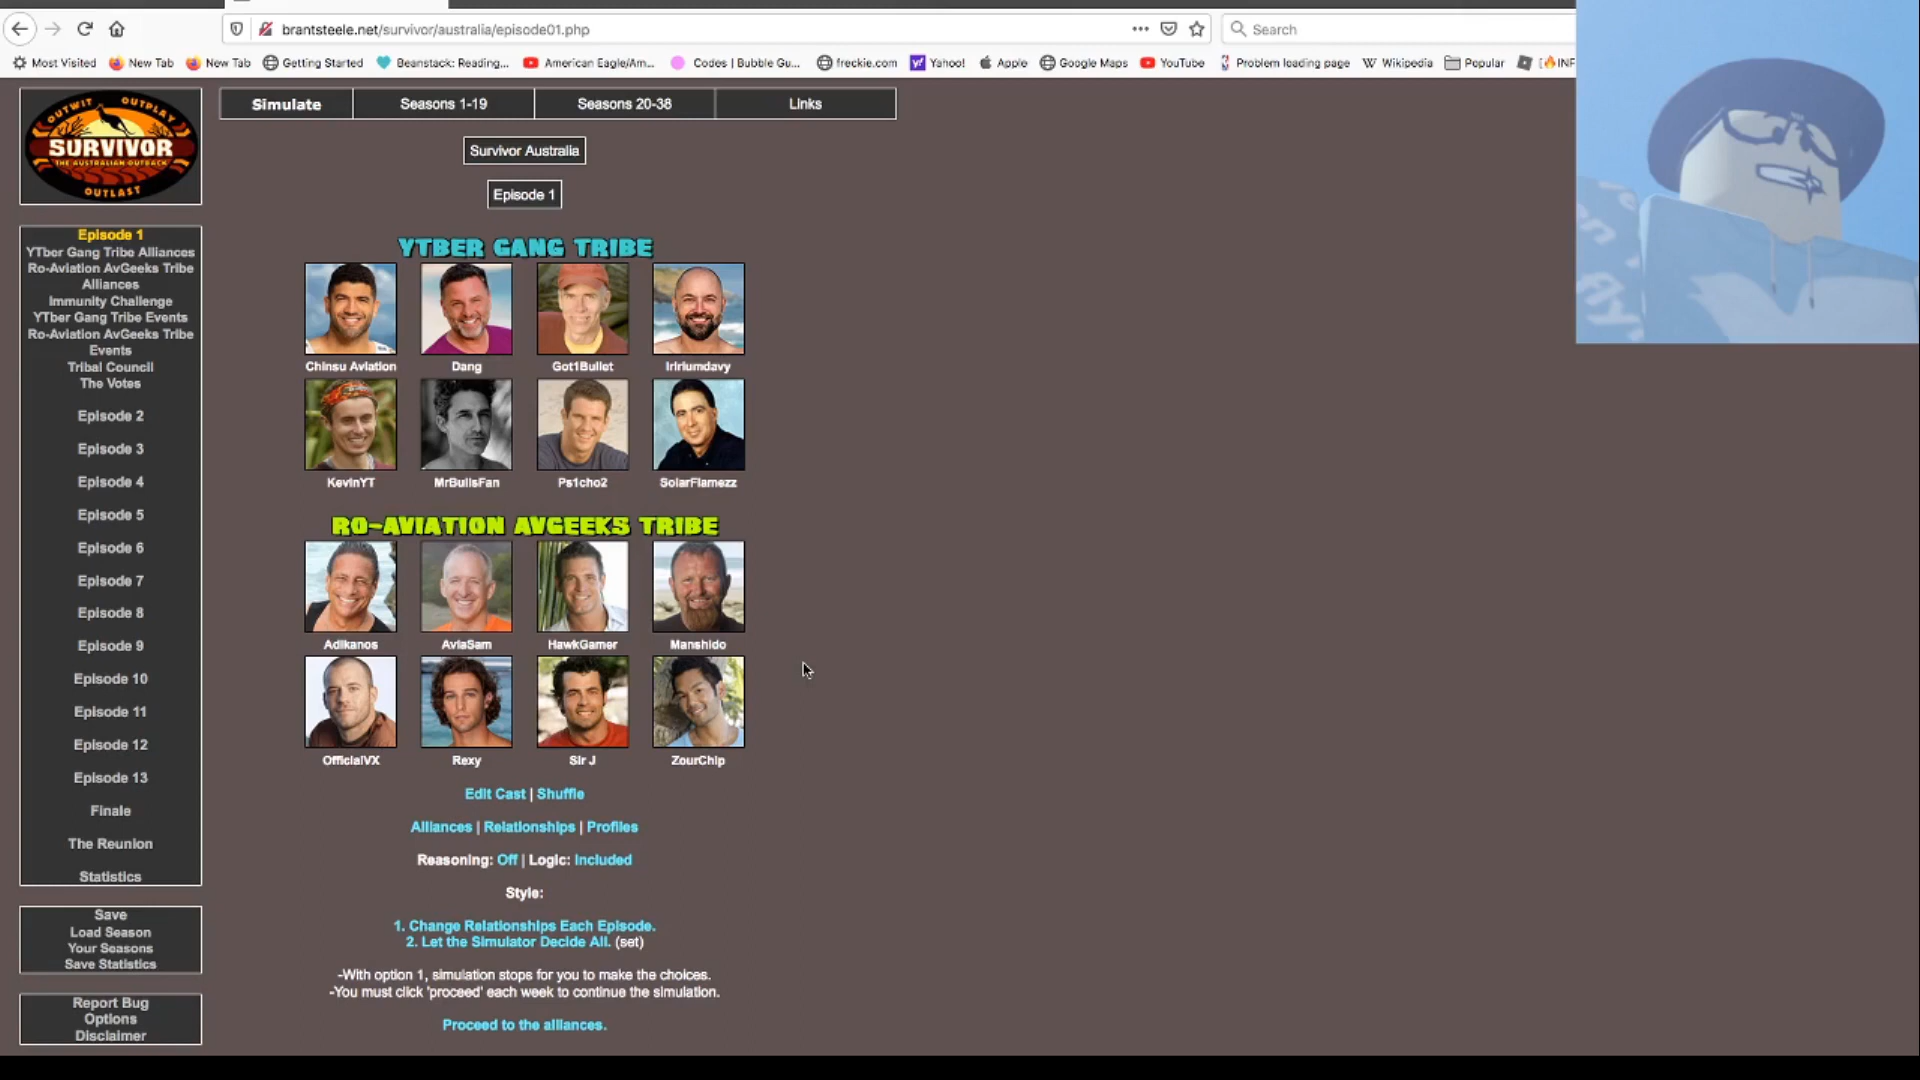 brantsteele.net/survivor/australia/episode01.php
Search
Most Visited
New Tab
New Tab
Getting Started
Beanstack: Reading...
American Eagle/Am...
Codes | Bubble Gu...
freckie.com
Yahoo!
Apple
Google Maps
YouTube
Problem loading page
Wikipedia
Popular
OUTWIT OUTPLAY
SURVIVOR
THE AUSTRALIAN OUTBACK
OUTLAST
Simulate
Seasons 1-19
Seasons 20-38
Links
Survivor Australia
Episode 1
Episode 1
YTber Gang Tribe Alliances
Ro-Aviation AvGeeks Tribe
Alliances
Immunity Challenge
YTber Gang Tribe Events
Ro-Aviation AvGeeks Tribe
Events
Tribal Council
The Votes
Episode 2
Episode 3
Episode 4
Episode 5
Episode 6
Episode 7
Episode 8
Episode 9
Episode 10
Episode 11
Episode 12
Episode 13
Finale
The Reunion
Statistics
Save
Load Season
Your Seasons
Save Statistics
Report Bug
Options
Disclaimer
YTBER GANG TRIBE
Chinsu Aviation
Dang
Got1Bullet
Iririumdavy
KevinYT
MrBullsFan
Ps1cho2
SolarFlamezz
RO-AVIATION AVGEEKS TRIBE
Adikanos
AviaSam
HawkGamer
Manshido
OfficialVX
Rexy
Sir J
ZourChip
Edit Cast | Shuffle
Alliances | Relationships | Profiles
Reasoning: Off | Logic: Included
Style:
1. Change Relationships Each Episode.
2. Let the Simulator Decide All. (set)
-With option 1, simulation stops for you to make the choices.
-You must click 'proceed' each week to continue the simulation.
Proceed to the alliances.